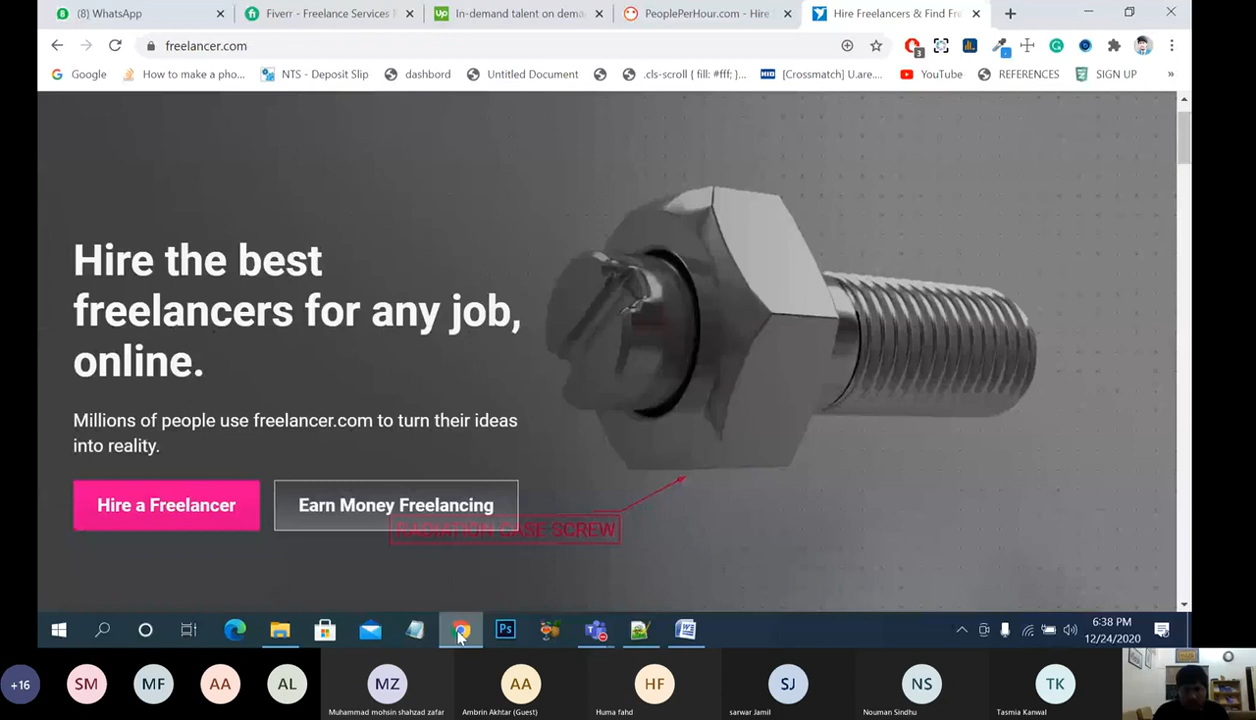 (8) WhatsApp
Fiverr - Freelance Services
In-demand talent on dema
PeoplePerHour.com - Hire
Hire Freelancers & Find Fre
freelancer.com
3
Google
How to make a pho...
NTS - Deposit Slip
dashbord
Untitled Document
.cls-scroll { fill: #fff; }...
HID
[Crossmatch] U.are....
YouTube
REFERENCES
SIGN UP
»
Hire the best
freelancers for any job,
online.
Millions of people use freelancer.com to turn their ideas
into reality.
Hire a Freelancer
Earn Money Freelancing
RADIATION CASE SCREW
Ps
6:38 PM
12/24/2020
+16
SM
MF
AA
AL
MZ
AA
HF
SJ
NS
TK
Muhammad mohsin shahzad zafar
Ambrin Akhtar (Guest)
Huma fahd
sarwar Jamil
Nouman Sindhu
Tasmia Kanwal